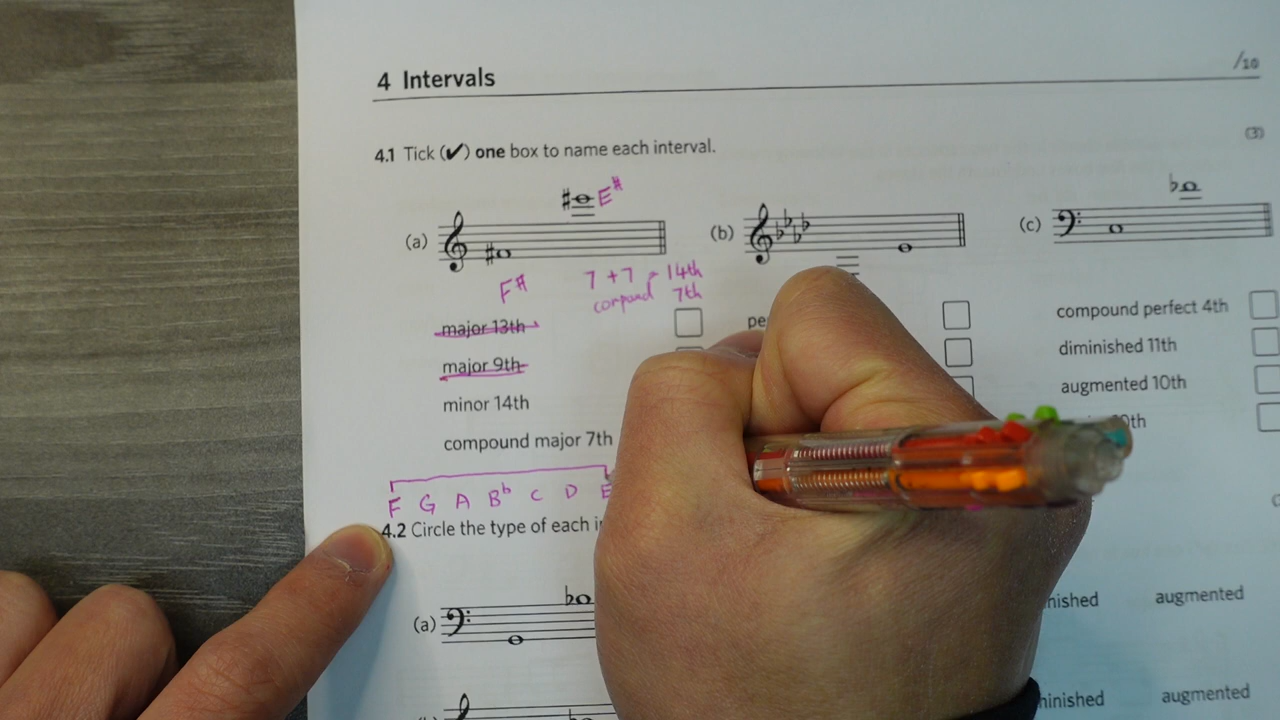 4 Intervals /10
4.1 Tick (✔) one box to name each interval. (3)
E#
(a) (b) (c)
F# 7 + 7 14th
compound 7th
major 13th
major 9th
minor 14th
compound major 7th
compound perfect 4th
diminished 11th
augmented 10th
F G A Bb C D E
4.2 Circle the type of each
(a)
augmented
augmented